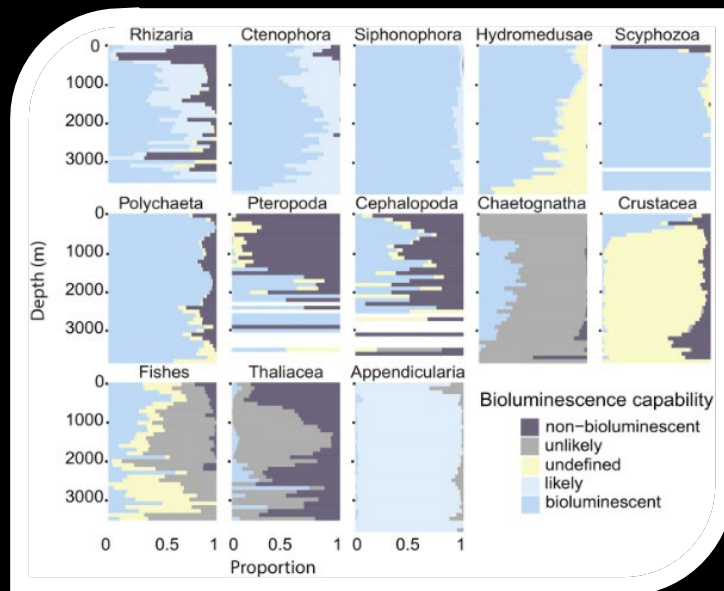 Rhizaria Ctenophora Siphonophora Hydromedusae Scyphozoa
0
1000
2000
3000
Polychaeta Pteropoda Cephalopoda Chaetognatha Crustacea
0
1000
2000
3000
Depth (m)
Fishes Thaliacea Appendicularia
0
1000
2000
3000
0 0.5 1 0 0.5 1 0 0.5 1
Proportion
Bioluminescence capability
non-bioluminescent
unlikely
undefined
likely
bioluminescent